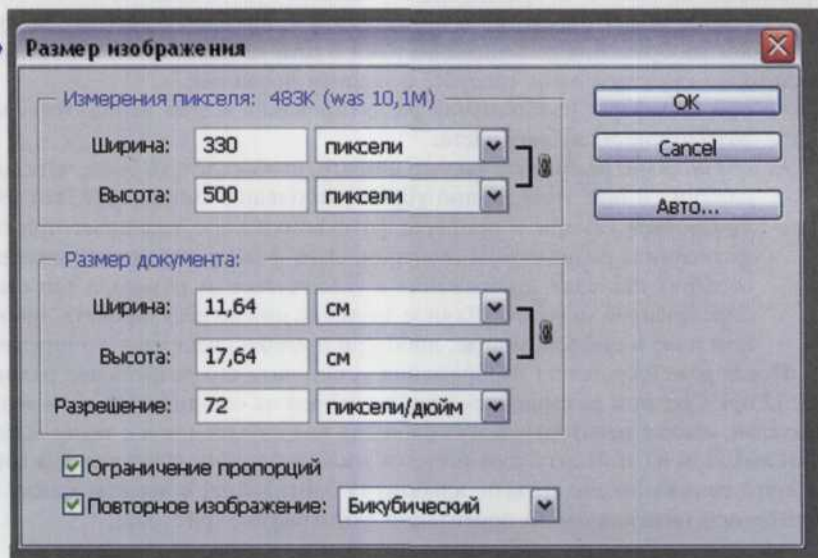 Размер изображения
Измерения пикселя: 483K (was 10,1M)
Ширина: 330 пиксели
Высота: 500 пиксели
OK
Cancel
Авто...
Размер документа:
Ширина: 11,64 см
Высота: 17,64 см
Разрешение: 72 пиксели/дюйм
Ограничение пропорций
Повторное изображение: Бикубический